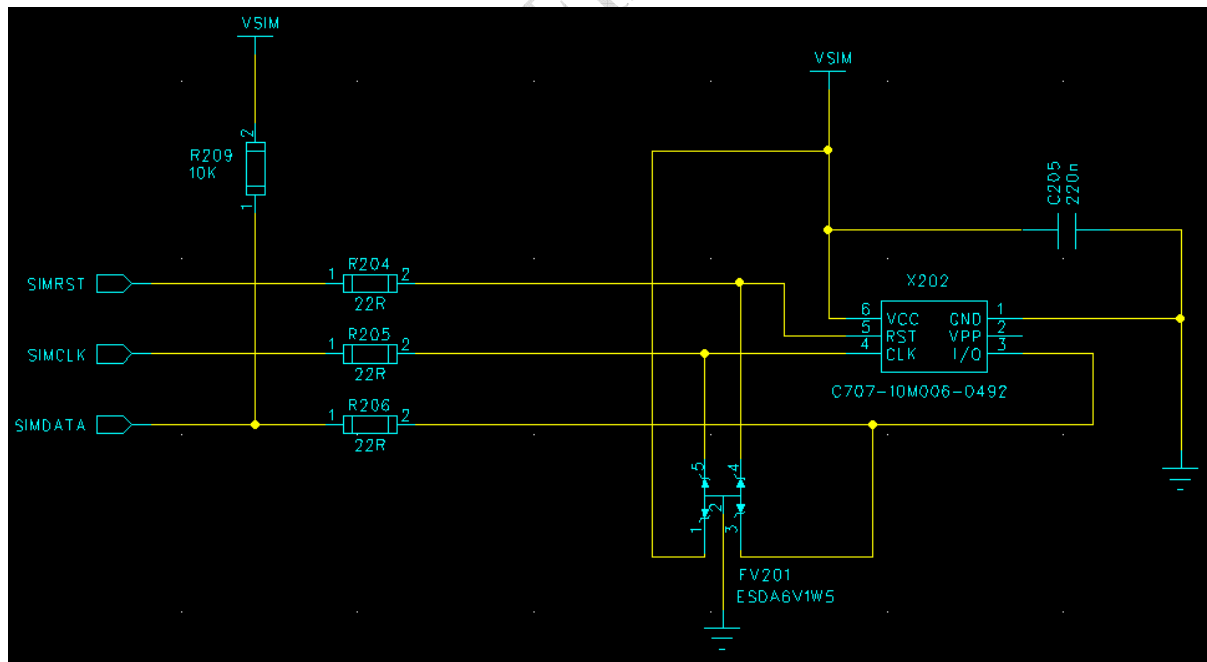 VSIM
VSIM
R209
10K
2
1
C205
220n
SIMRST
1
R204
2
22R
X202
6
VCC
GND
1
5
RST
VPP
2
4
CLK
I/O
3
C707-10M006-0492
SIMCLK
1
R205
2
22R
SIMDATA
1
R206
2
22R
5
4
2
1
3
FV201
ESDA6V1W5